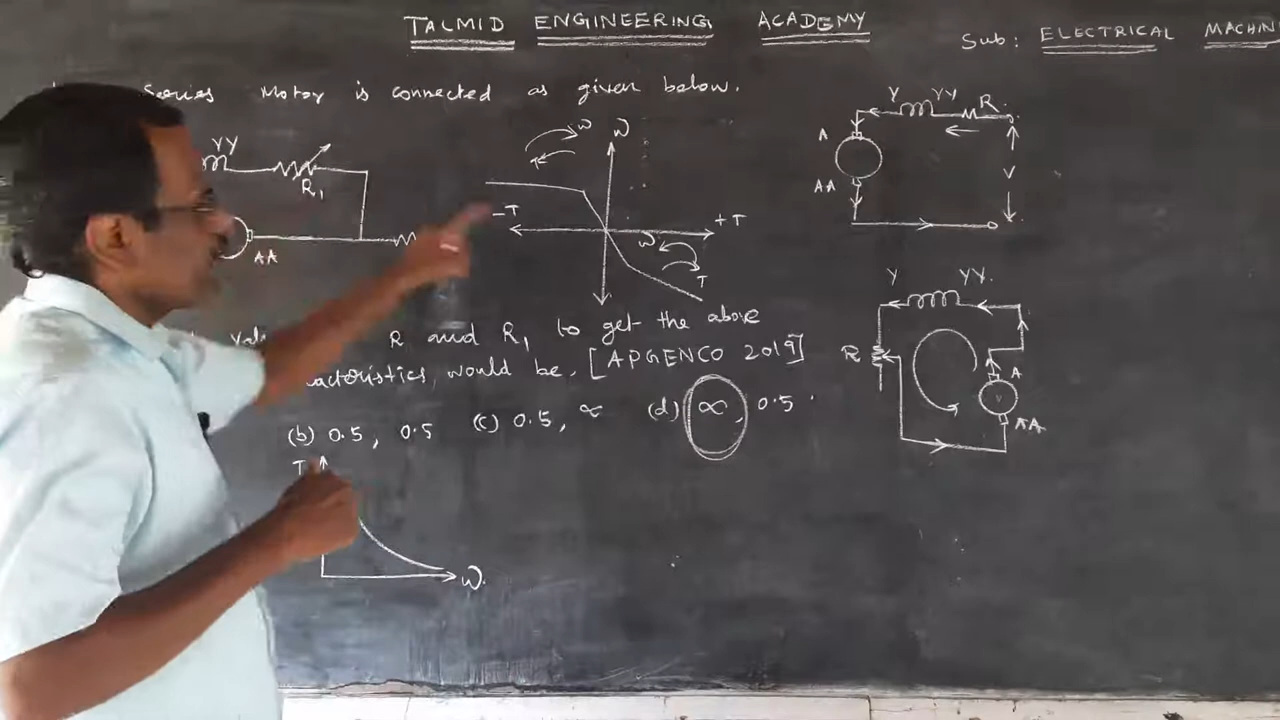 TALMID ENGINEERING ACADEMY
Sub: ELECTRICAL MACHIN
Series Motor is connected as given below.
YY
R1
AA
ω
ω
-T
+T
ω
T
Y YY R
A
AA
V
Y YY
R
A
AA
R and R1 to get the above
acteristics, would be, [APGENCO 2019]
(b) 0.5, 0.5 (c) 0.5, ∝ (d) ∞, 0.5
T
ω